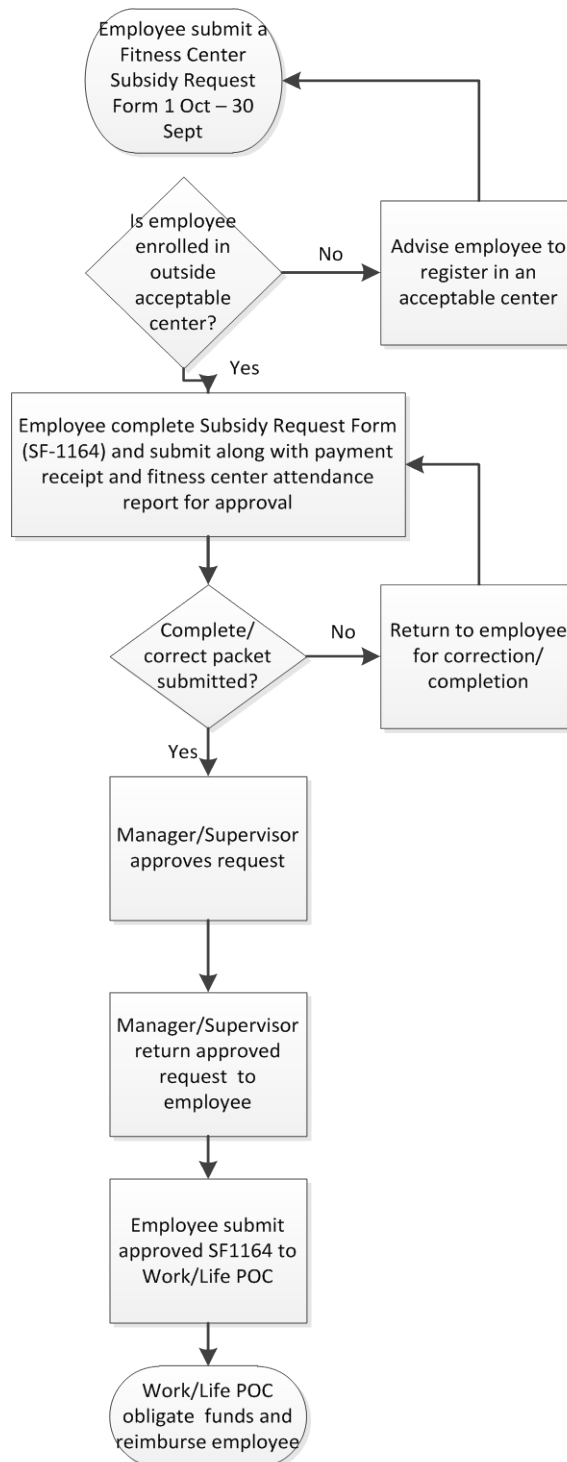 Employee submit a
Fitness Center
Subsidy Request
Form 1 Oct – 30
Sept
Is employee
enrolled in
outside
acceptable
center?
No
Advise employee to
register in an
acceptable center
Yes
Employee complete Subsidy Request Form
(SF-1164) and submit along with payment
receipt and fitness center attendance
report for approval
Complete/
correct packet
submitted?
No
Return to employee
for correction/
completion
Yes
Manager/Supervisor
approves request
Manager/Supervisor
return approved
request to
employee
Employee submit
approved SF1164 to
Work/Life POC
Work/Life POC
obligate funds and
reimburse employee